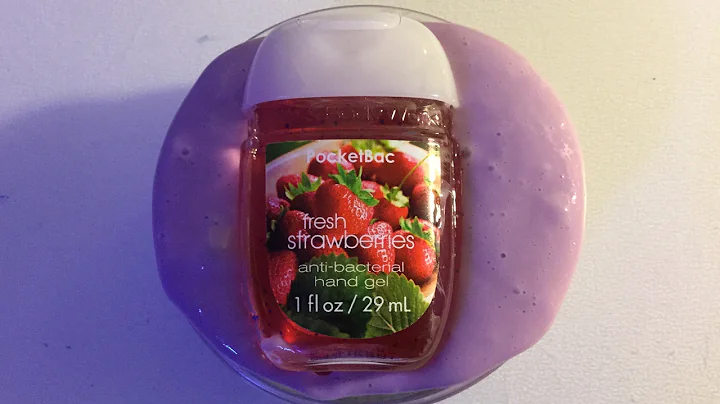 PocketBac
fresh
strawberries
anti-bacterial
hand gel
1 fl oz / 29 mL